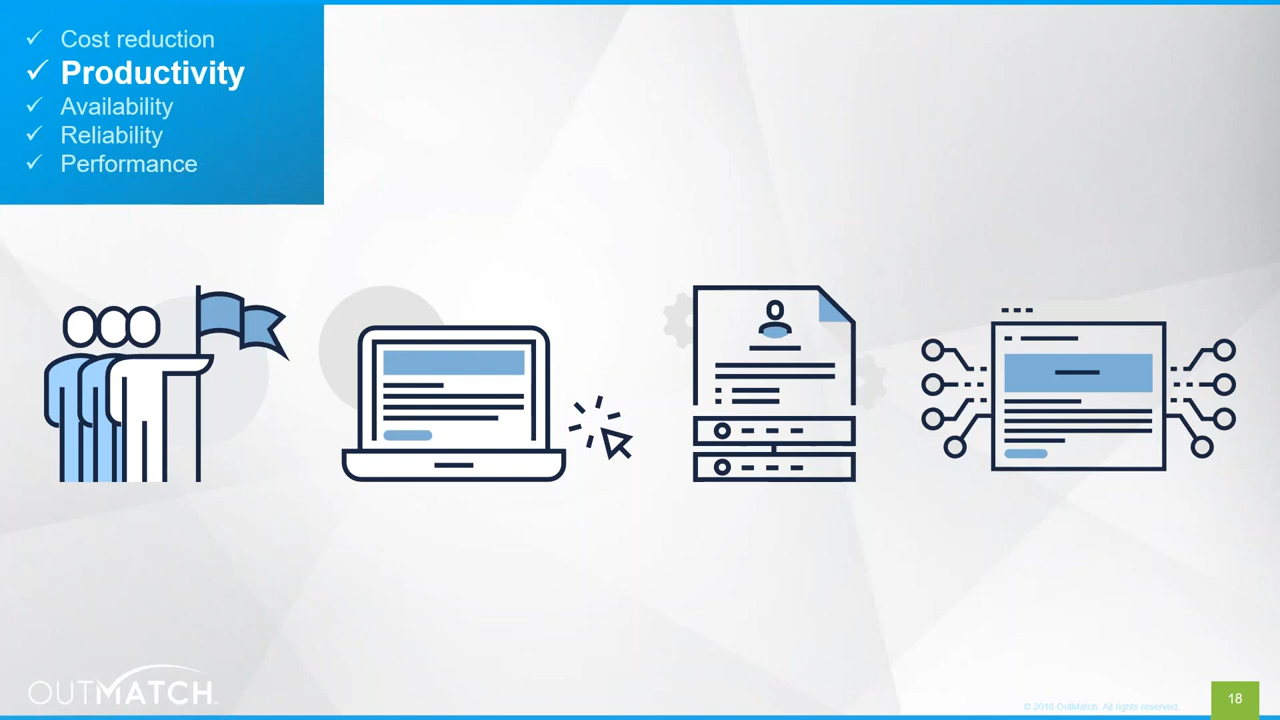 ✓ Cost reduction
✓ Productivity
✓ Availability
✓ Reliability
✓ Performance
OUTMATCH
© 2018 OutMatch. All rights reserved.
18